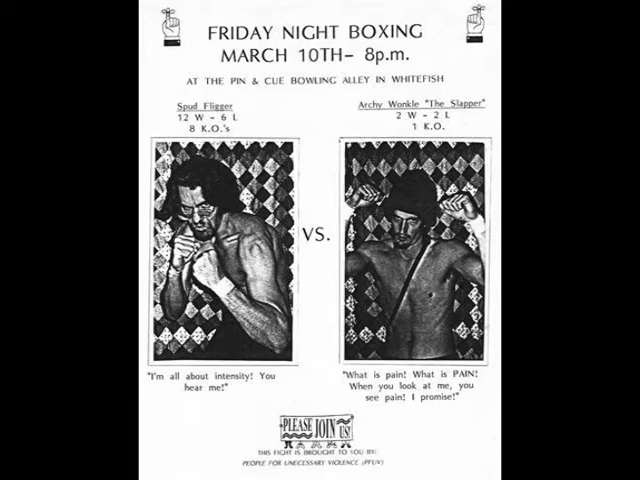 FRIDAY NIGHT BOXING
MARCH 10TH- 8p.m.
AT THE PIN & CUE BOWLING ALLEY IN WHITEFISH
Spud Fligger
12 W - 6 L
8 K.O.'s
Archy Wonkle "The Slapper"
2 W - 2 L
1 K.O.
VS.
"I'm all about intensity! You
hear me!"
"What is pain! What is PAIN!
When you look at me, you
see pain! I promise!"
PLEASE JOIN US!
THIS FIGHT IS BROUGHT TO YOU BY:
PEOPLE FOR UNECESSARY VIOLENCE (PFUV)